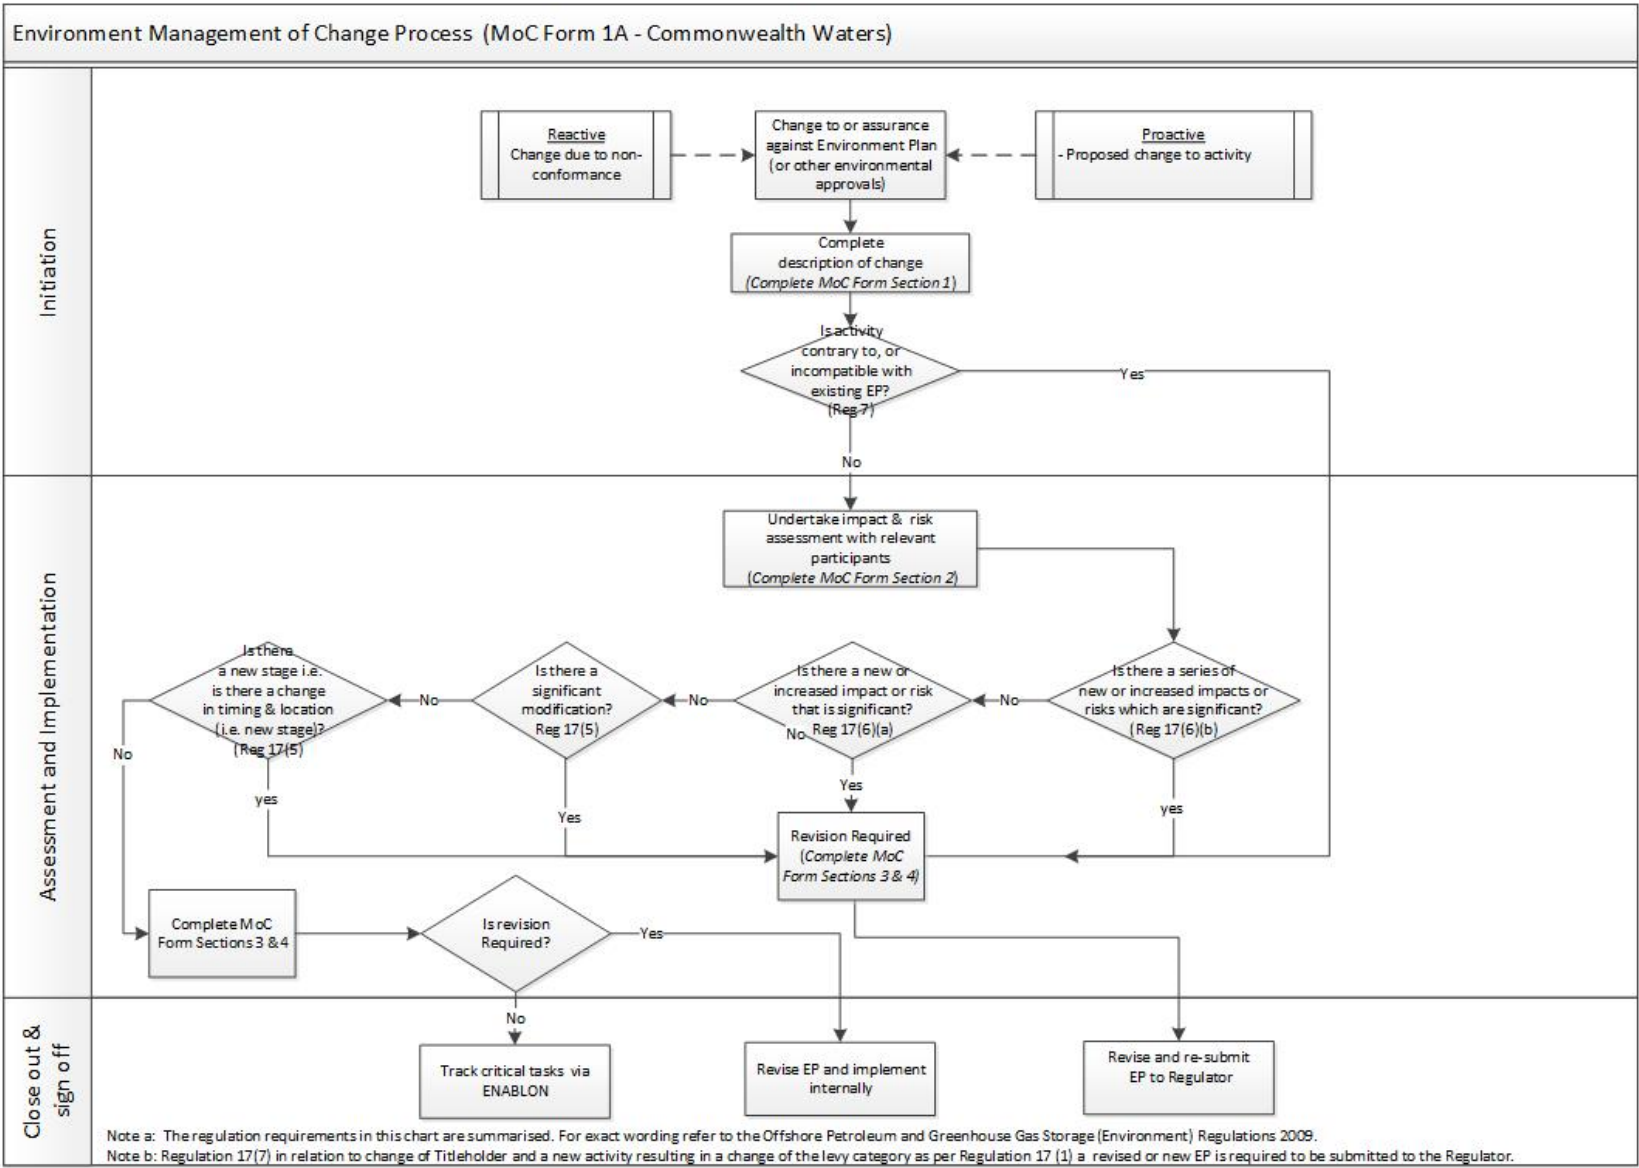 Environment Management of Change Process (MoC Form 1A - Commonwealth Waters)
Initiation
Reactive
Change due to non-
conformance
Change to or assurance
against Environment Plan
(or other environmental
approvals)
Proactive
- Proposed change to activity
Complete
description of change
(Complete MoC Form Section 1)
Is activity
contrary to, or
incompatible with
existing EP?
(Reg 7)
Yes
No
Assessment and Implementation
Undertake impact & risk
assessment with relevant
participants
(Complete MoC Form Section 2)
Is there
a new stage i.e.
is there a change
in timing & location
(i.e. new stage)?
(Reg 17(5)
No
Is there a
significant
modification?
Reg 17(5)
No
Is there a new or
increased impact or risk
that is significant?
No Reg 17(6)(a)
No
Is there a series of
new or increased impacts or
risks which are significant?
(Reg 17(6)(b)
No
yes
Yes
Yes
yes
Revision Required
(Complete MoC
Form Sections 3 & 4)
Complete MoC
Form Sections 3 & 4
Is revision
Required?
Yes
No
Close out &
sign off
Track critical tasks via
ENABLON
Revise EP and implement
internally
Revise and re-submit
EP to Regulator
Note a: The regulation requirements in this chart are summarised. For exact wording refer to the Offshore Petroleum and Greenhouse Gas Storage (Environment) Regulations 2009.
Note b: Regulation 17(7) in relation to change of Titleholder and a new activity resulting in a change of the levy category as per Regulation 17 (1) a revised or new EP is required to be submitted to the Regulator.